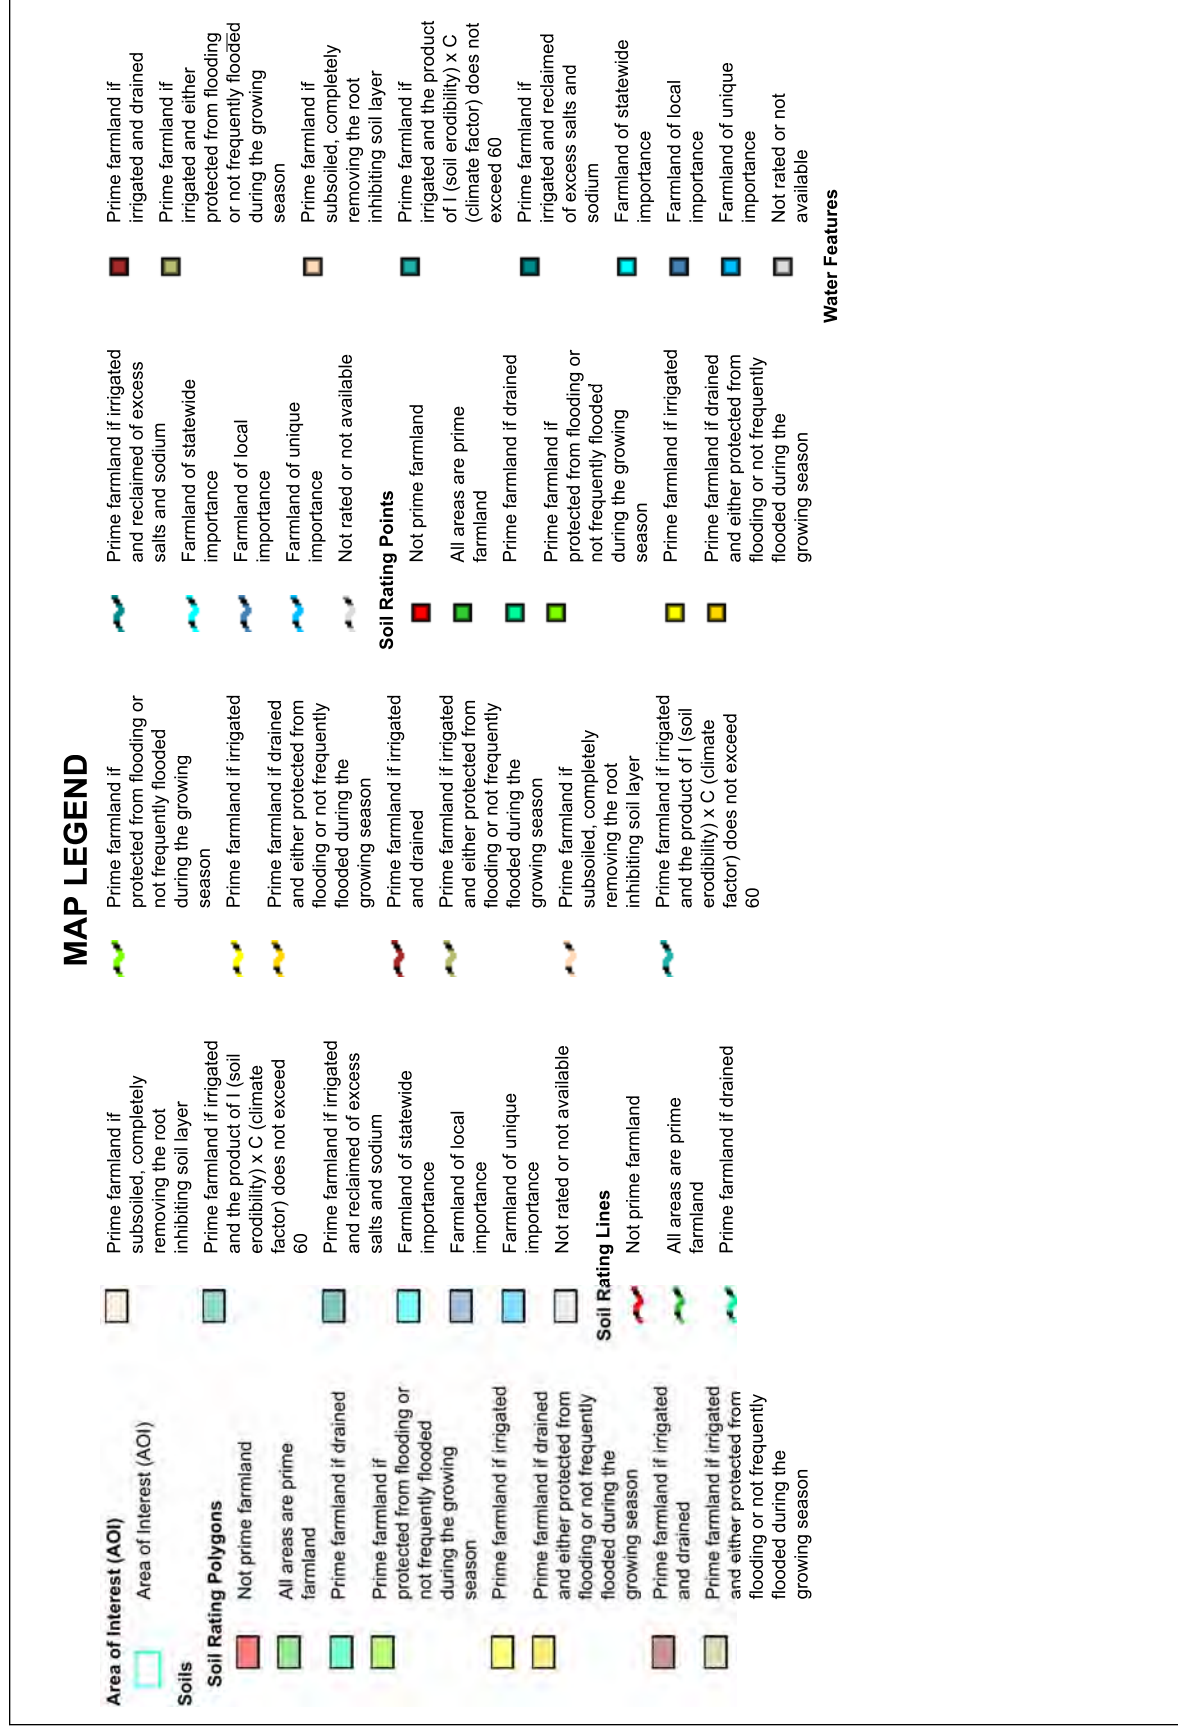 MAP LEGEND
Area of Interest (AOI)
Area of Interest (AOI)
Soils
Soil Rating Polygons
Not prime farmland
All areas are prime
farmland
Prime farmland if drained
Prime farmland if
protected from flooding or
not frequently flooded
during the growing
season
Prime farmland if irrigated
Prime farmland if drained
and either protected from
flooding or not frequently
flooded during the
growing season
Prime farmland if irrigated
and drained
Prime farmland if irrigated
and either protected from
flooding or not frequently
flooded during the
growing season
Prime farmland if
subsoiled, completely
removing the root
inhibiting soil layer
Prime farmland if irrigated
and the product of I (soil
erodibility) x C (climate
factor) does not exceed
60
Prime farmland if irrigated
and reclaimed of excess
salts and sodium
Farmland of statewide
importance
Farmland of local
importance
Farmland of unique
importance
Not rated or not available
Soil Rating Lines
Not prime farmland
All areas are prime
farmland
Prime farmland if drained
Prime farmland if
protected from flooding or
not frequently flooded
during the growing
season
Prime farmland if irrigated
Prime farmland if drained
and either protected from
flooding or not frequently
flooded during the
growing season
Prime farmland if irrigated
and drained
Prime farmland if irrigated
and either protected from
flooding or not frequently
flooded during the
growing season
Prime farmland if
subsoiled, completely
removing the root
inhibiting soil layer
Prime farmland if irrigated
and the product of I (soil
erodibility) x C (climate
factor) does not exceed
60
Prime farmland if irrigated
and reclaimed of excess
salts and sodium
Farmland of statewide
importance
Farmland of local
importance
Farmland of unique
importance
Not rated or not available
Soil Rating Points
Not prime farmland
All areas are prime
farmland
Prime farmland if drained
Prime farmland if
protected from flooding or
not frequently flooded
during the growing
season
Prime farmland if irrigated
Prime farmland if drained
and either protected from
flooding or not frequently
flooded during the
growing season
Prime farmland if
irrigated and drained
Prime farmland if
irrigated and either
protected from flooding
or not frequently flooded
during the growing
season
Prime farmland if
subsoiled, completely
removing the root
inhibiting soil layer
Prime farmland if
irrigated and the product
of I (soil erodibility) x C
(climate factor) does not
exceed 60
Prime farmland if
irrigated and reclaimed
of excess salts and
sodium
Farmland of statewide
importance
Farmland of local
importance
Farmland of unique
importance
Not rated or not
available
Water Features